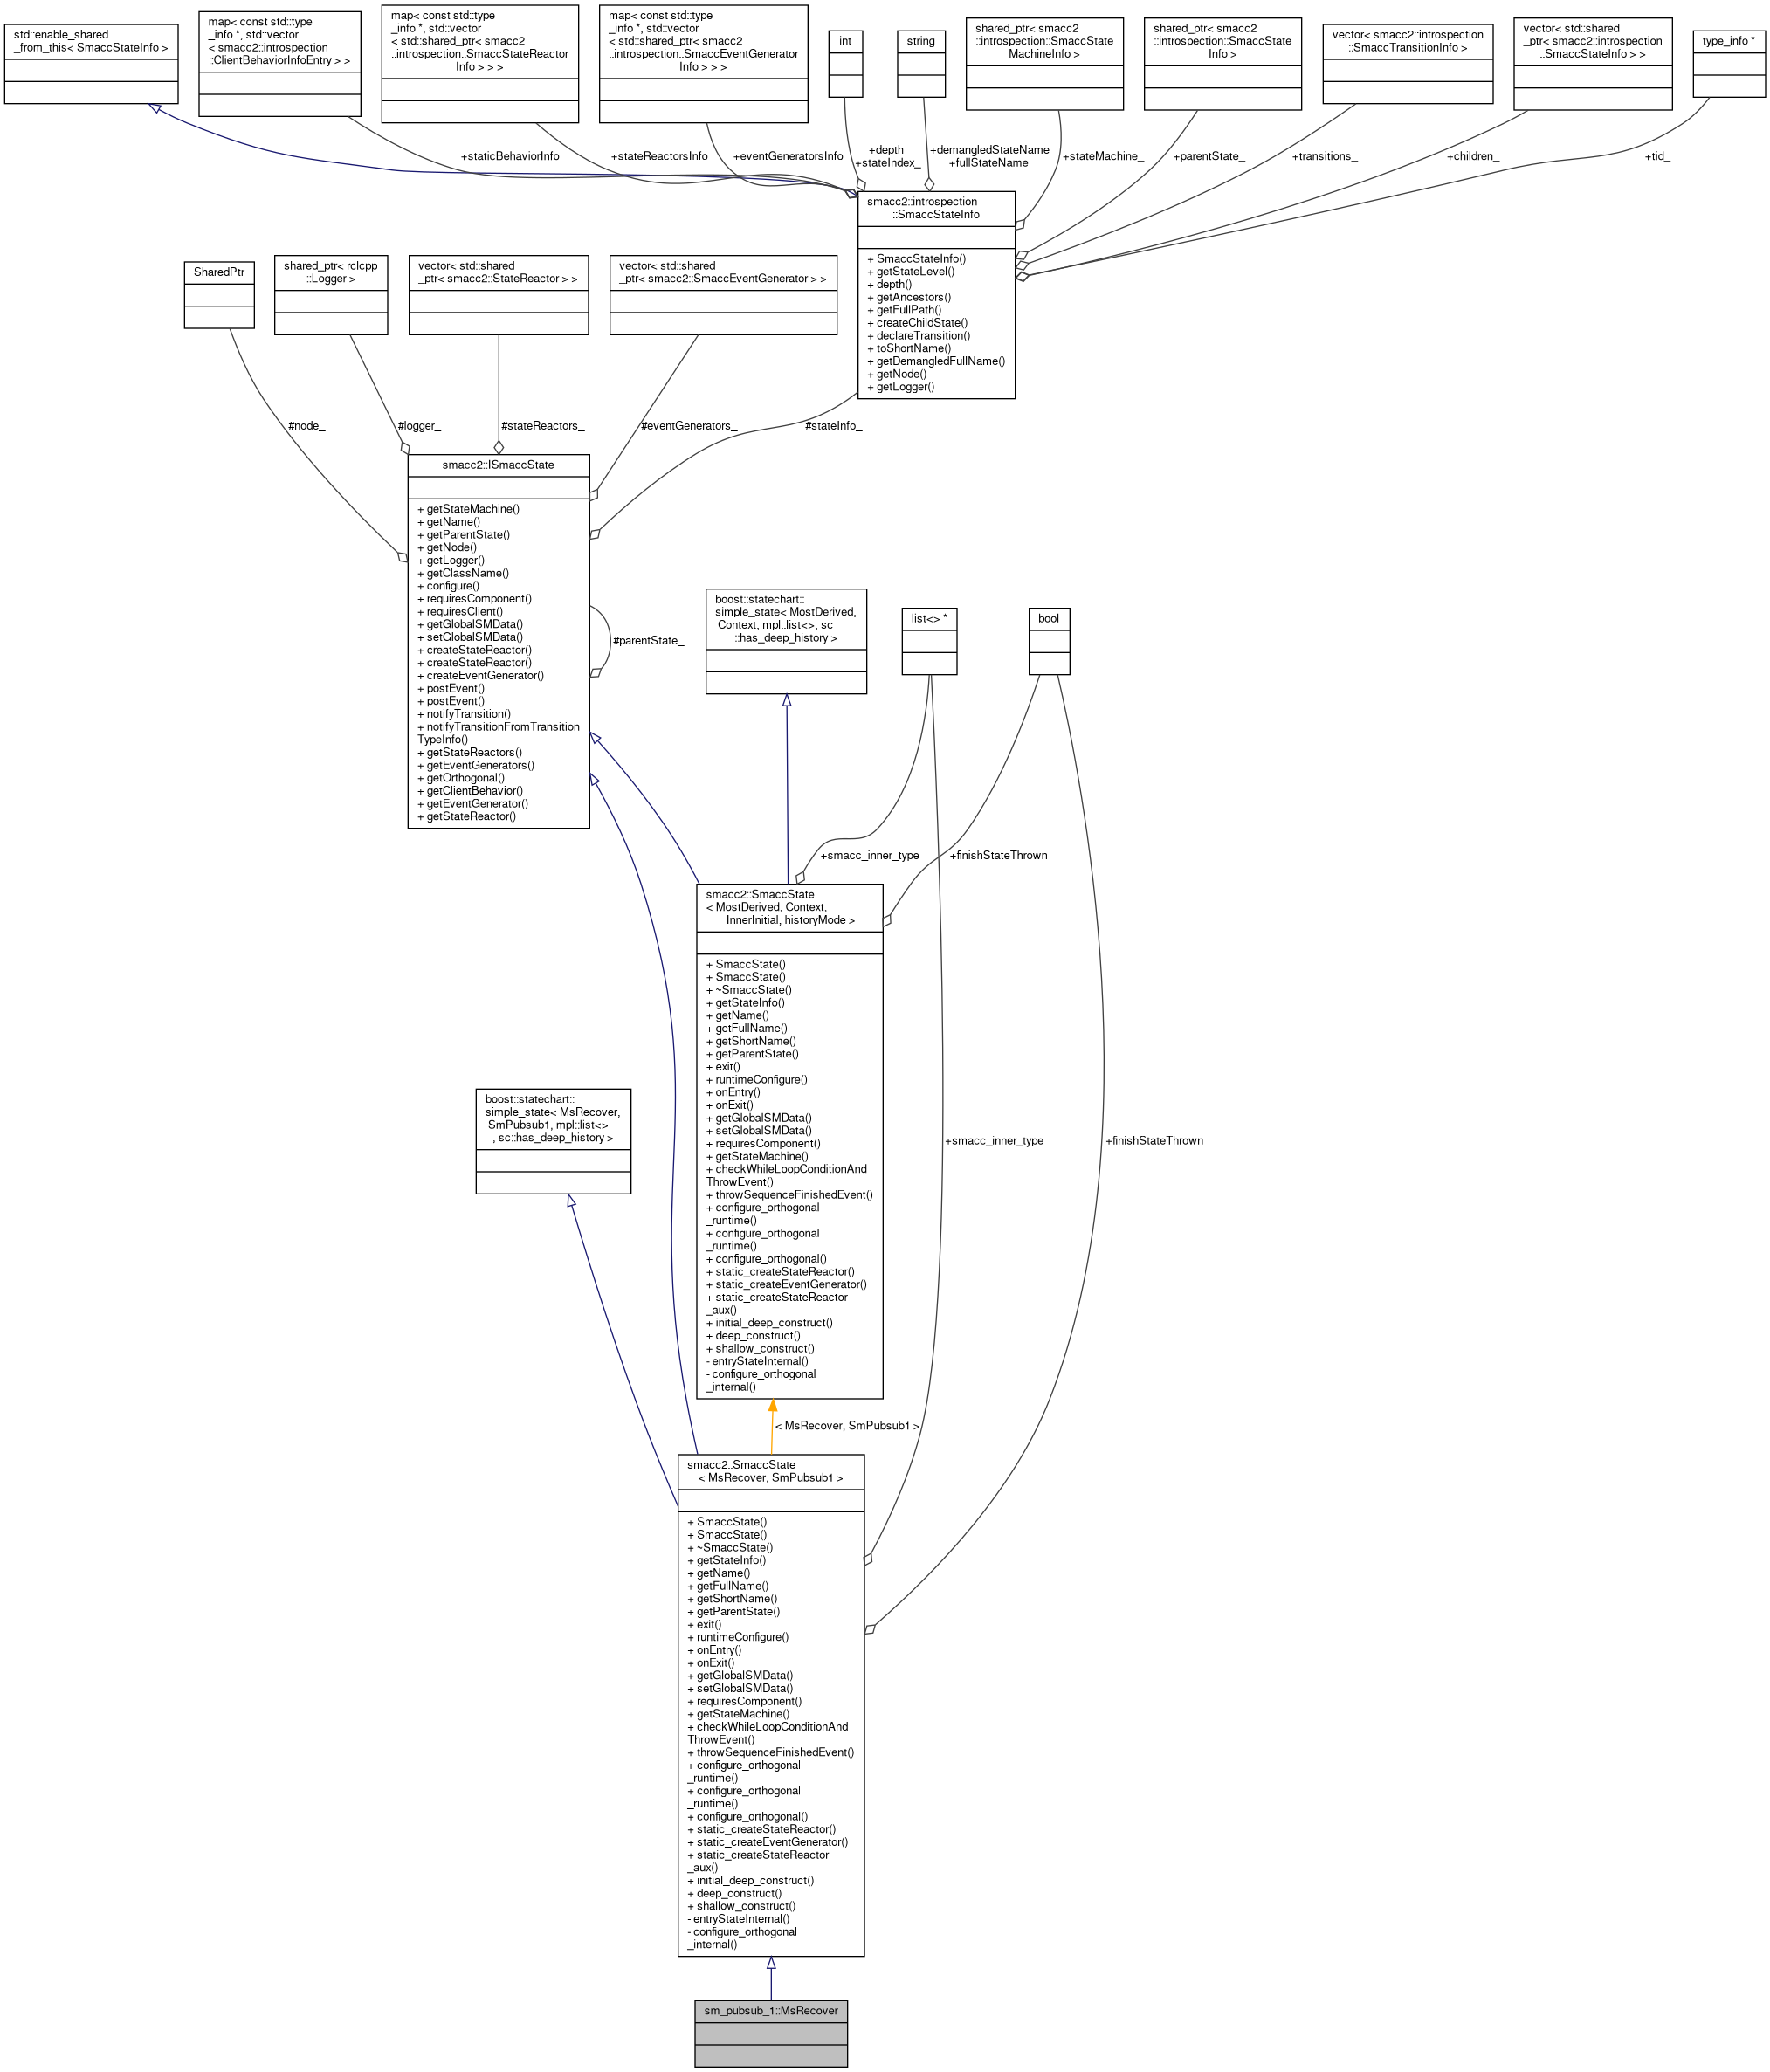 std::enable_shared
_from_this< SmaccStateInfo >
map< const std::type
_info *, std::vector
< smacc2::introspection
::ClientBehaviorInfoEntry > >
map< const std::type
_info *, std::vector
< std::shared_ptr< smacc2
::introspection::SmaccStateReactor
Info > > >
map< const std::type
_info *, std::vector
< std::shared_ptr< smacc2
::introspection::SmaccEventGenerator
Info > > >
int
string
shared_ptr< smacc2
::introspection::SmaccState
MachineInfo >
shared_ptr< smacc2
::introspection::SmaccState
Info >
vector< smacc2::introspection
::SmaccTransitionInfo >
vector< std::shared
_ptr< smacc2::introspection
::SmaccStateInfo > >
type_info *
+staticBehaviorInfo
+stateReactorsInfo
+eventGeneratorsInfo
+depth_
+stateIndex_
+demangledStateName
+fullStateName
+stateMachine_
+parentState_
+transitions_
+children_
+tid_
smacc2::introspection
::SmaccStateInfo
+ SmaccStateInfo()
+ getStateLevel()
+ depth()
+ getAncestors()
+ getFullPath()
+ createChildState()
+ declareTransition()
+ toShortName()
+ getDemangledFullName()
+ getNode()
+ getLogger()
SharedPtr
shared_ptr< rclcpp
::Logger >
vector< std::shared
_ptr< smacc2::StateReactor > >
vector< std::shared
_ptr< smacc2::SmaccEventGenerator > >
#node_
#logger_
#stateReactors_
#eventGenerators_
#stateInfo_
smacc2::ISmaccState
+ getStateMachine()
+ getName()
+ getParentState()
+ getNode()
+ getLogger()
+ getClassName()
+ configure()
+ requiresComponent()
+ requiresClient()
+ getGlobalSMData()
+ setGlobalSMData()
+ createStateReactor()
+ createStateReactor()
+ createEventGenerator()
+ postEvent()
+ postEvent()
+ notifyTransition()
+ notifyTransitionFromTransition
TypeInfo()
+ getStateReactors()
+ getEventGenerators()
+ getOrthogonal()
+ getClientBehavior()
+ getEventGenerator()
+ getStateReactor()
#parentState_
boost::statechart::
simple_state< MostDerived,
Context, mpl::list<>, sc
::has_deep_history >
list<> *
bool
+smacc_inner_type
+finishStateThrown
smacc2::SmaccState
< MostDerived, Context,
InnerInitial, historyMode >
+ SmaccState()
+ SmaccState()
+ ~SmaccState()
+ getStateInfo()
+ getName()
+ getFullName()
+ getShortName()
+ getParentState()
+ exit()
+ runtimeConfigure()
+ onEntry()
+ onExit()
+ getGlobalSMData()
+ setGlobalSMData()
+ requiresComponent()
+ getStateMachine()
+ checkWhileLoopConditionAnd
ThrowEvent()
+ throwSequenceFinishedEvent()
+ configure_orthogonal
_runtime()
+ configure_orthogonal
_runtime()
+ configure_orthogonal()
+ static_createStateReactor()
+ static_createEventGenerator()
+ static_createStateReactor
_aux()
+ initial_deep_construct()
+ deep_construct()
+ shallow_construct()
- entryStateInternal()
- configure_orthogonal
_internal()
boost::statechart::
simple_state< MsRecover,
SmPubsub1, mpl::list<>
, sc::has_deep_history >
+smacc_inner_type
+finishStateThrown
< MsRecover, SmPubsub1 >
smacc2::SmaccState
< MsRecover, SmPubsub1 >
+ SmaccState()
+ SmaccState()
+ ~SmaccState()
+ getStateInfo()
+ getName()
+ getFullName()
+ getShortName()
+ getParentState()
+ exit()
+ runtimeConfigure()
+ onEntry()
+ onExit()
+ getGlobalSMData()
+ setGlobalSMData()
+ requiresComponent()
+ getStateMachine()
+ checkWhileLoopConditionAnd
ThrowEvent()
+ throwSequenceFinishedEvent()
+ configure_orthogonal
_runtime()
+ configure_orthogonal
_runtime()
+ configure_orthogonal()
+ static_createStateReactor()
+ static_createEventGenerator()
+ static_createStateReactor
_aux()
+ initial_deep_construct()
+ deep_construct()
+ shallow_construct()
- entryStateInternal()
- configure_orthogonal
_internal()
sm_pubsub_1::MsRecover